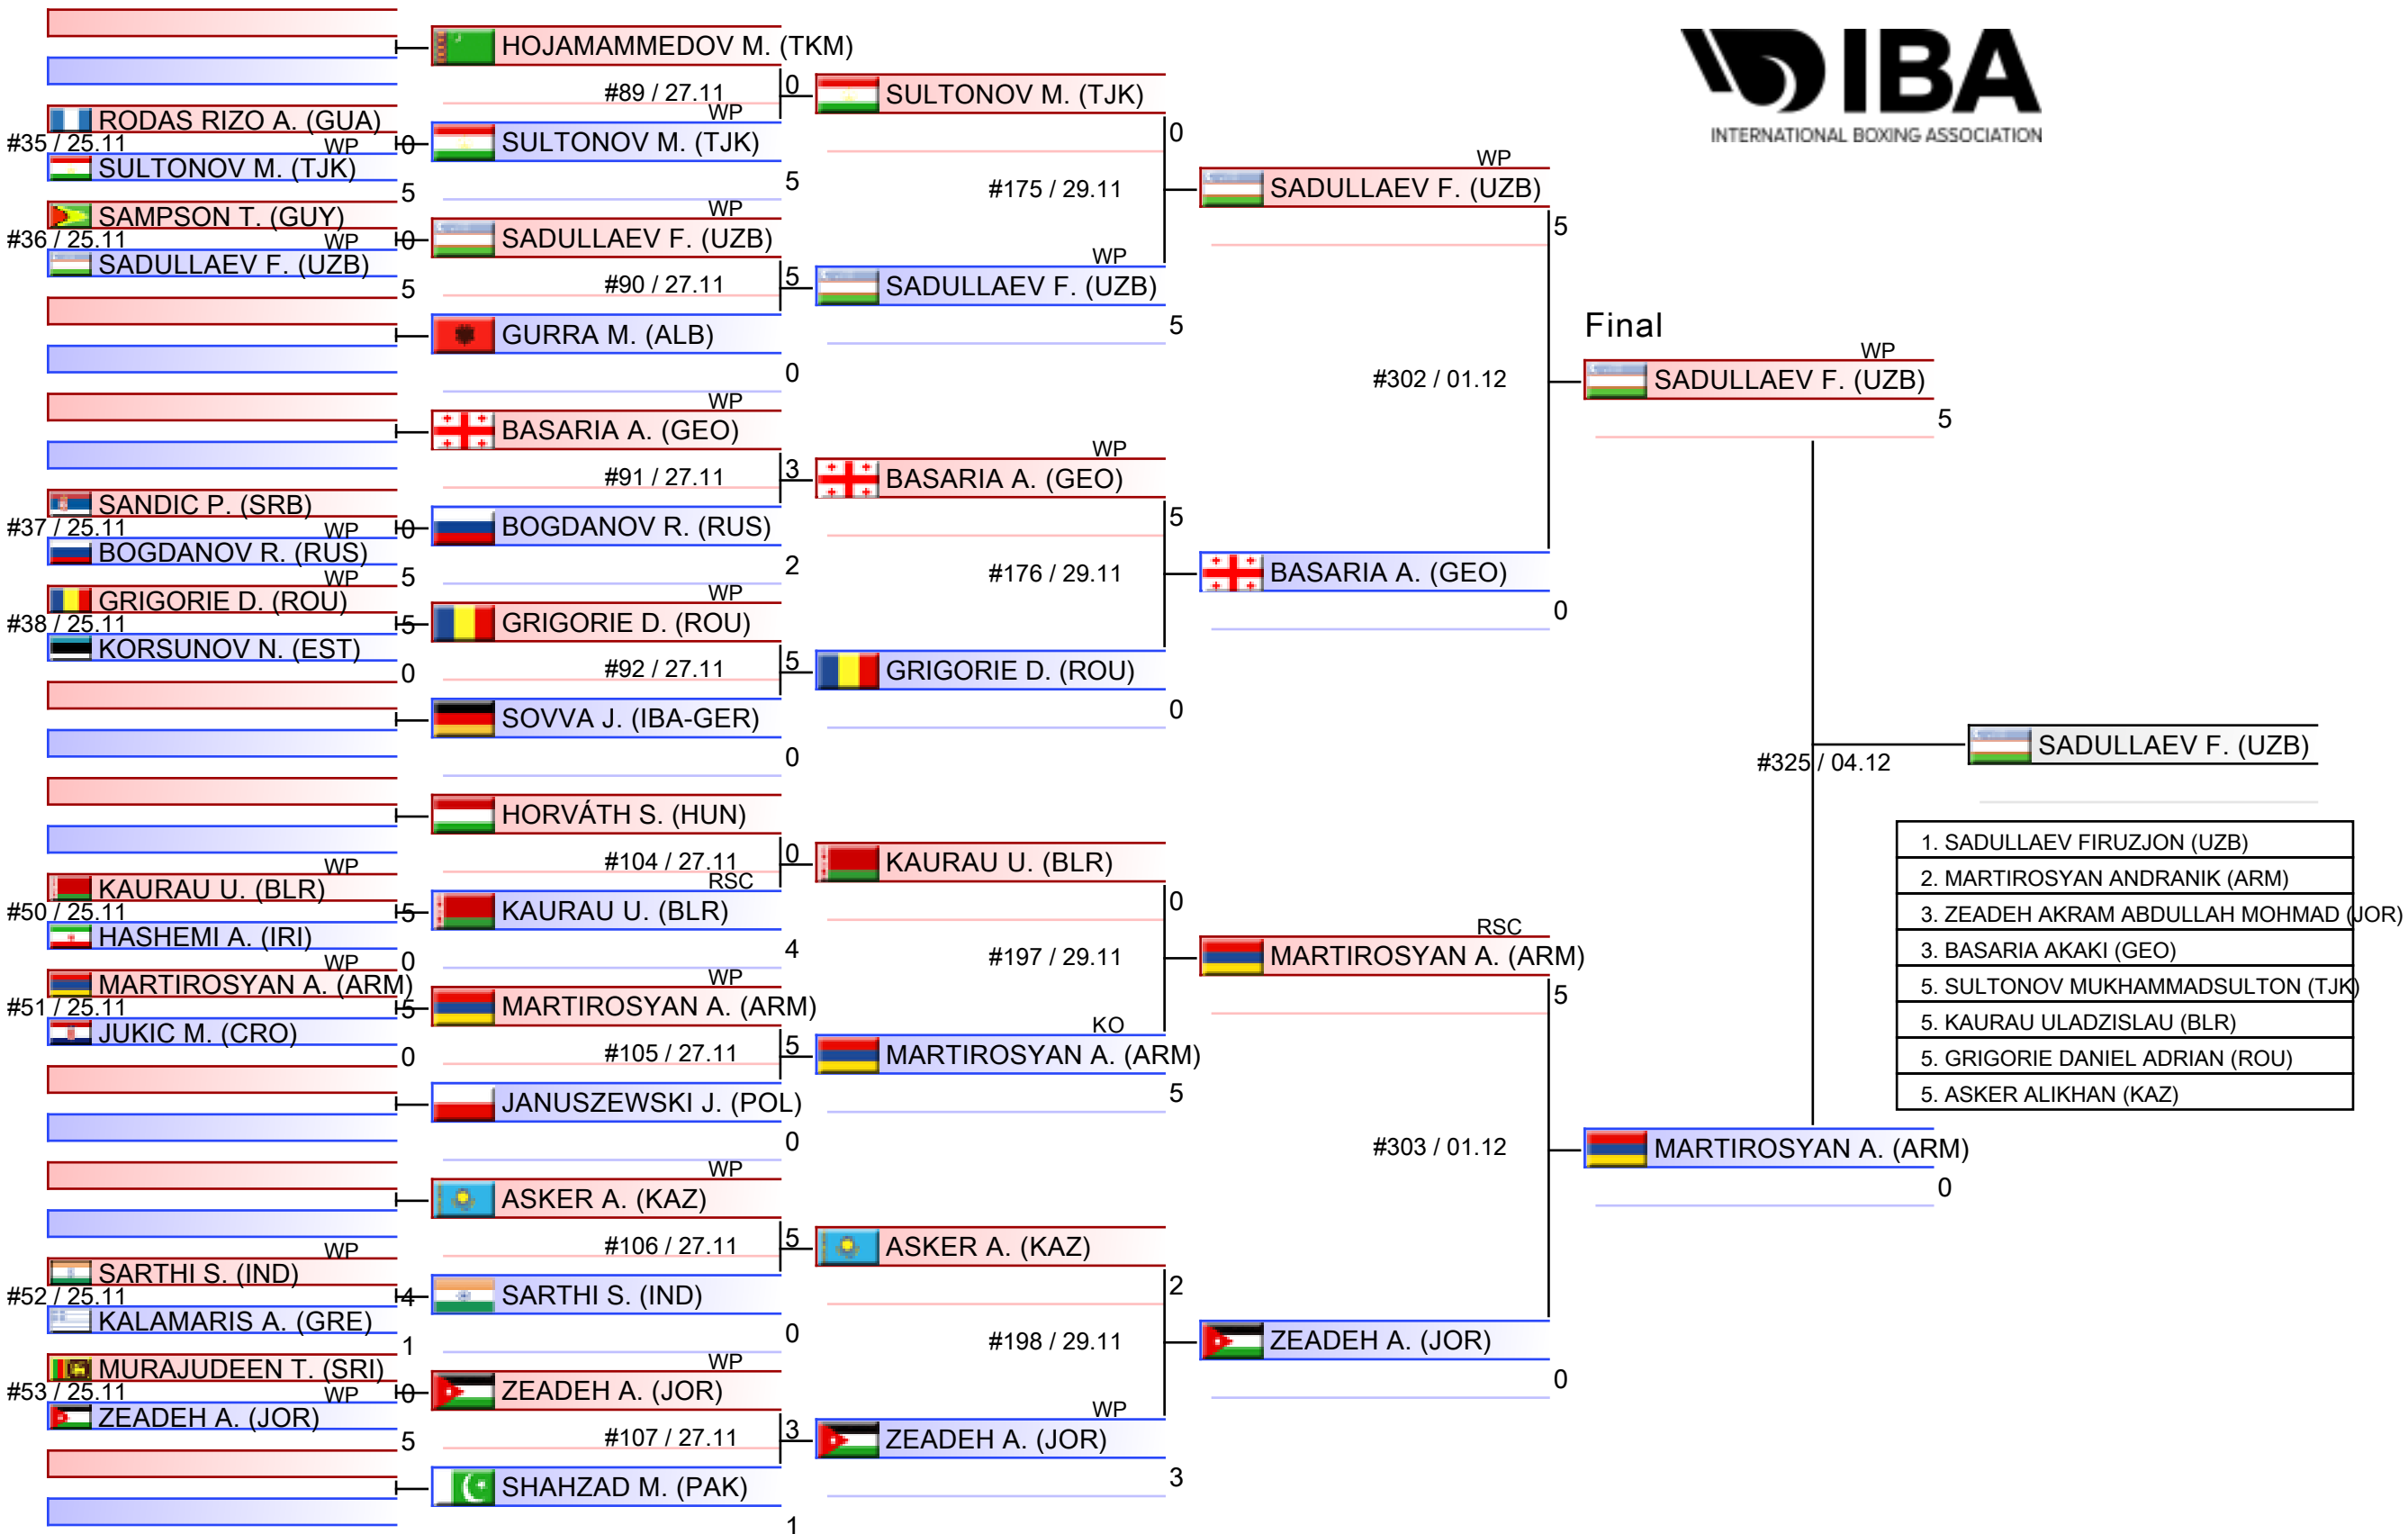 IBA
INTERNATIONAL BOXING ASSOCIATION
RODAS RIZO A. (GUA)
#35 / 25.11
WP
0
SULTONOV M. (TJK)
5
SAMPSON T. (GUY)
#36 / 25.11
WP
0
SADULLAEV F. (UZB)
5
SANDIC P. (SRB)
#37 / 25.11
WP
0
BOGDANOV R. (RUS)
5
WP
GRIGORIE D. (ROU)
#38 / 25.11
5
KORSUNOV N. (EST)
0
WP
KAURAU U. (BLR)
#50 / 25.11
5
HASHEMI A. (IRI)
0
WP
MARTIROSYAN A. (ARM)
#51 / 25.11
5
JUKIC M. (CRO)
0
WP
SARTHI S. (IND)
#52 / 25.11
4
KALAMARIS A. (GRE)
1
MURAJUDEEN T. (SRI)
#53 / 25.11
WP
0
ZEADEH A. (JOR)
5
HOJAMAMMEDOV M. (TKM)
0
#89 / 27.11
WP
SULTONOV M. (TJK)
5
WP
SADULLAEV F. (UZB)
5
#90 / 27.11
GURRA M. (ALB)
0
WP
BASARIA A. (GEO)
3
#91 / 27.11
BOGDANOV R. (RUS)
2
WP
GRIGORIE D. (ROU)
5
#92 / 27.11
SOVVA J. (IBA-GER)
0
HORVÁTH S. (HUN)
0
#104 / 27.11
RSC
KAURAU U. (BLR)
4
WP
MARTIROSYAN A. (ARM)
5
#105 / 27.11
JANUSZEWSKI J. (POL)
0
WP
ASKER A. (KAZ)
5
#106 / 27.11
SARTHI S. (IND)
0
WP
ZEADEH A. (JOR)
3
#107 / 27.11
SHAHZAD M. (PAK)
1
SULTONOV M. (TJK)
0
#175 / 29.11
WP
SADULLAEV F. (UZB)
5
WP
BASARIA A. (GEO)
5
#176 / 29.11
GRIGORIE D. (ROU)
0
KAURAU U. (BLR)
0
#197 / 29.11
KO
MARTIROSYAN A. (ARM)
5
ASKER A. (KAZ)
2
#198 / 29.11
WP
ZEADEH A. (JOR)
3
WP
SADULLAEV F. (UZB)
5
#302 / 01.12
BASARIA A. (GEO)
0
RSC
MARTIROSYAN A. (ARM)
5
#303 / 01.12
ZEADEH A. (JOR)
0
Final
WP
SADULLAEV F. (UZB)
5
#325 / 04.12
MARTIROSYAN A. (ARM)
0
SADULLAEV F. (UZB)
1. SADULLAEV FIRUZJON (UZB)
2. MARTIROSYAN ANDRANIK (ARM)
3. ZEADEH AKRAM ABDULLAH MOHMAD (JOR)
3. BASARIA AKAKI (GEO)
5. SULTONOV MUKHAMMADSULTON (TJK)
5. KAURAU ULADZISLAU (BLR)
5. GRIGORIE DANIEL ADRIAN (ROU)
5. ASKER ALIKHAN (KAZ)